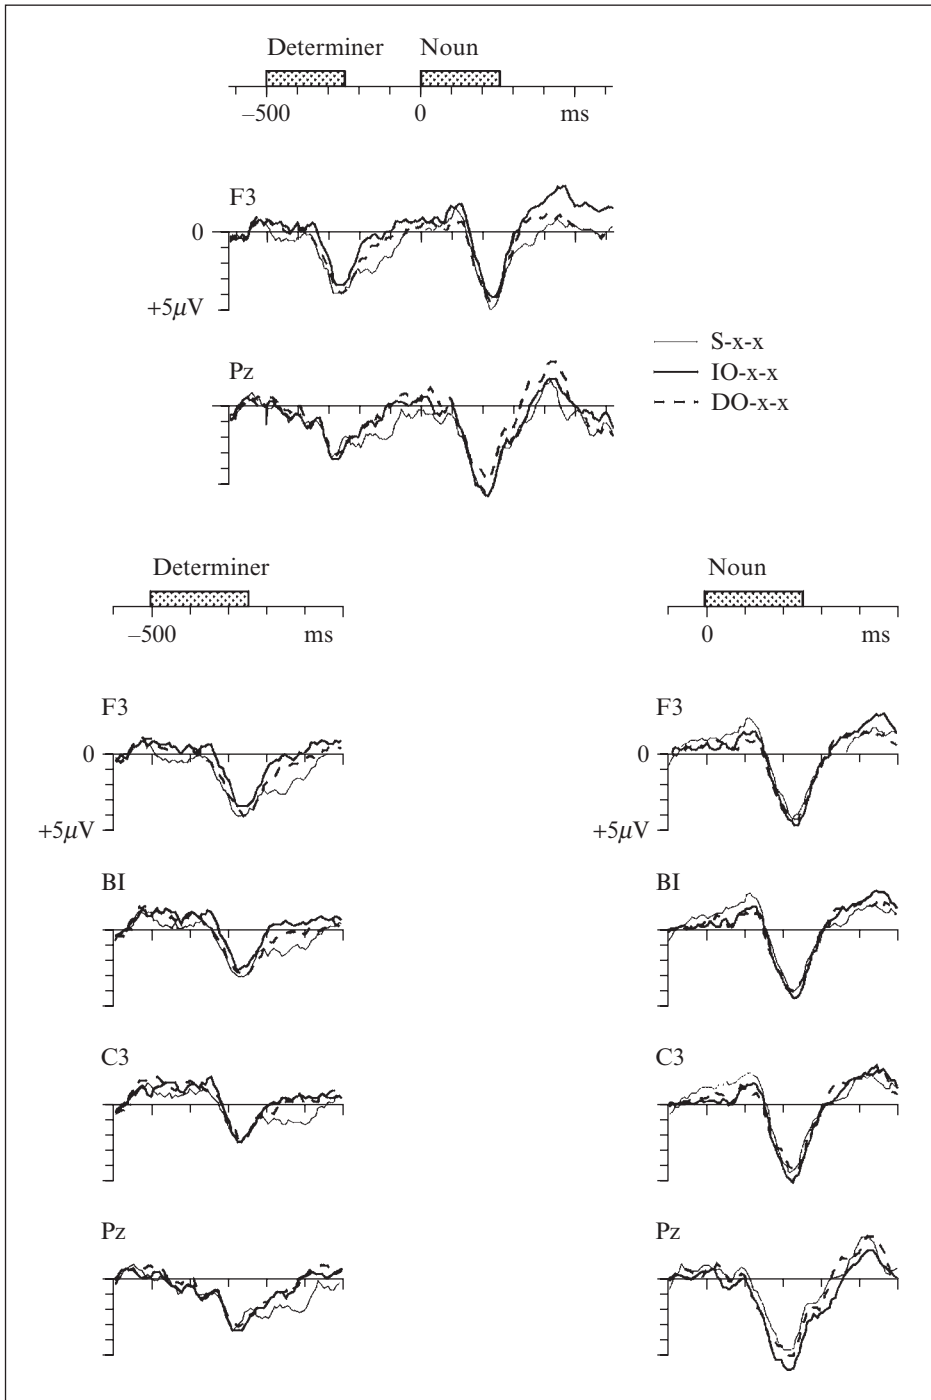 Determiner Noun
–500 0 ms
F3
0
+5μV
S-x-x
IO-x-x
Pz
DO-x-x
Determiner Noun
–500 ms 0 ms
F3 F3
0 0
+5μV +5μV
BI BI
C3 C3
Pz Pz